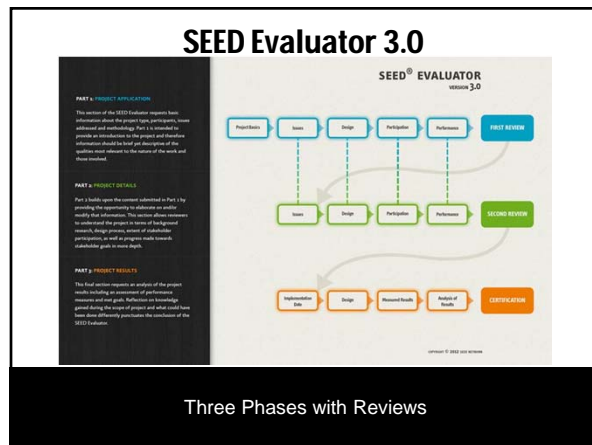 SEED Evaluator 3.0
PART 1: PROJECT APPLICATION
This section of the SEED Evaluator requests basic
information about the project type, participants, issues
addressed and methodology. Part 1 is intended to
provide an introduction to the project and therefore
information should be brief yet descriptive of the
qualities most relevant to the nature of the work and
those involved.
PART 2: PROJECT DETAILS
Part 2 builds upon the content submitted in Part 1 by
providing the opportunity to elaborate on and/or
modify that information. This section allows reviewers
to understand the project in terms of background
research, design process, extent of stakeholder
participation, as well as progress made towards
stakeholder goals in more depth.
PART 3: PROJECT RESULTS
This final section requests an analysis of the project
results including an assessment of performance
measures and met goals. Reflection on knowledge
gained during the scope of project and what could have
been done differently punctuates the conclusion of the
SEED Evaluator.
SEED® EVALUATOR
VERSION 3.0
Project Basics
Issues
Design
Participation
Performance
FIRST REVIEW
Issues
Design
Participation
Performance
SECOND REVIEW
Implementation
Data
Design
Measured Results
Analysis of
Results
CERTIFICATION
COPYRIGHT © 2012 SEED NETWORK
Three Phases with Reviews